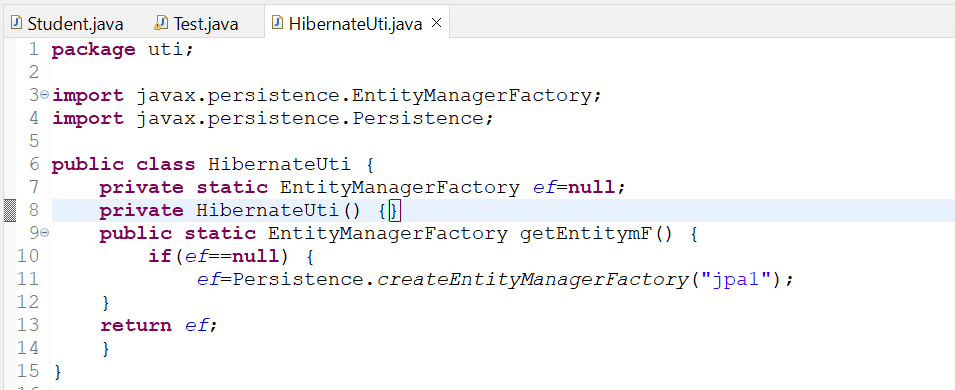 Student.java Test.java HibernateUti.java
1 package uti;
2
3 import javax.persistence.EntityManagerFactory;
4 import javax.persistence.Persistence;
5
6 public class HibernateUti {
7 private static EntityManagerFactory ef=null;
8 private HibernateUti() {}
9 public static EntityManagerFactory getEntitymF() {
10 if(ef==null) {
11 ef=Persistence.createEntityManagerFactory("jpa1");
12 }
13 return ef;
14 }
15 }